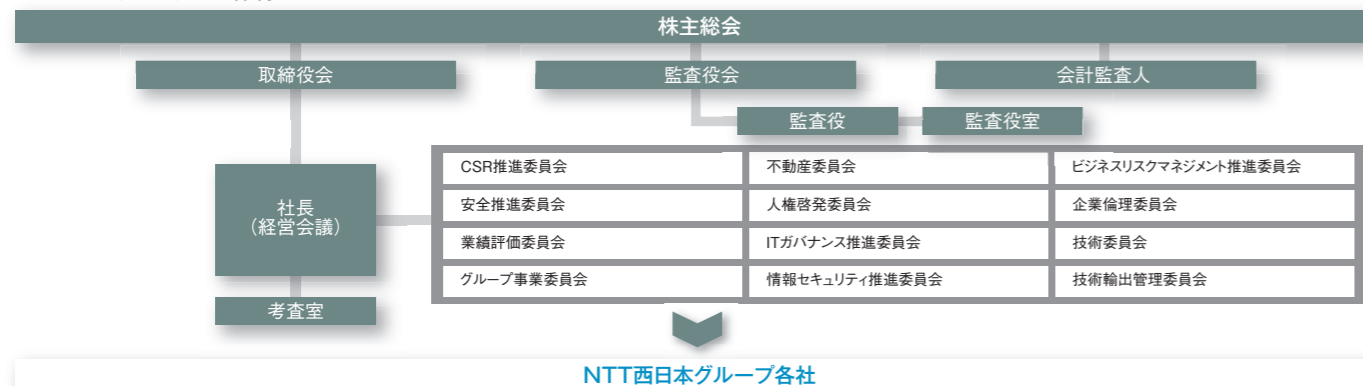 株主総会
取締役会
監査役会
会計監査人
監査役
監査役室
社長
(経営会議)
考査室
CSR推進委員会
不動産委員会
ビジネスリスクマネジメント推進委員会
安全推進委員会
人権啓発委員会
企業倫理委員会
業績評価委員会
ITガバナンス推進委員会
技術委員会
グループ事業委員会
情報セキュリティ推進委員会
技術輸出管理委員会
NTT西日本グループ各社